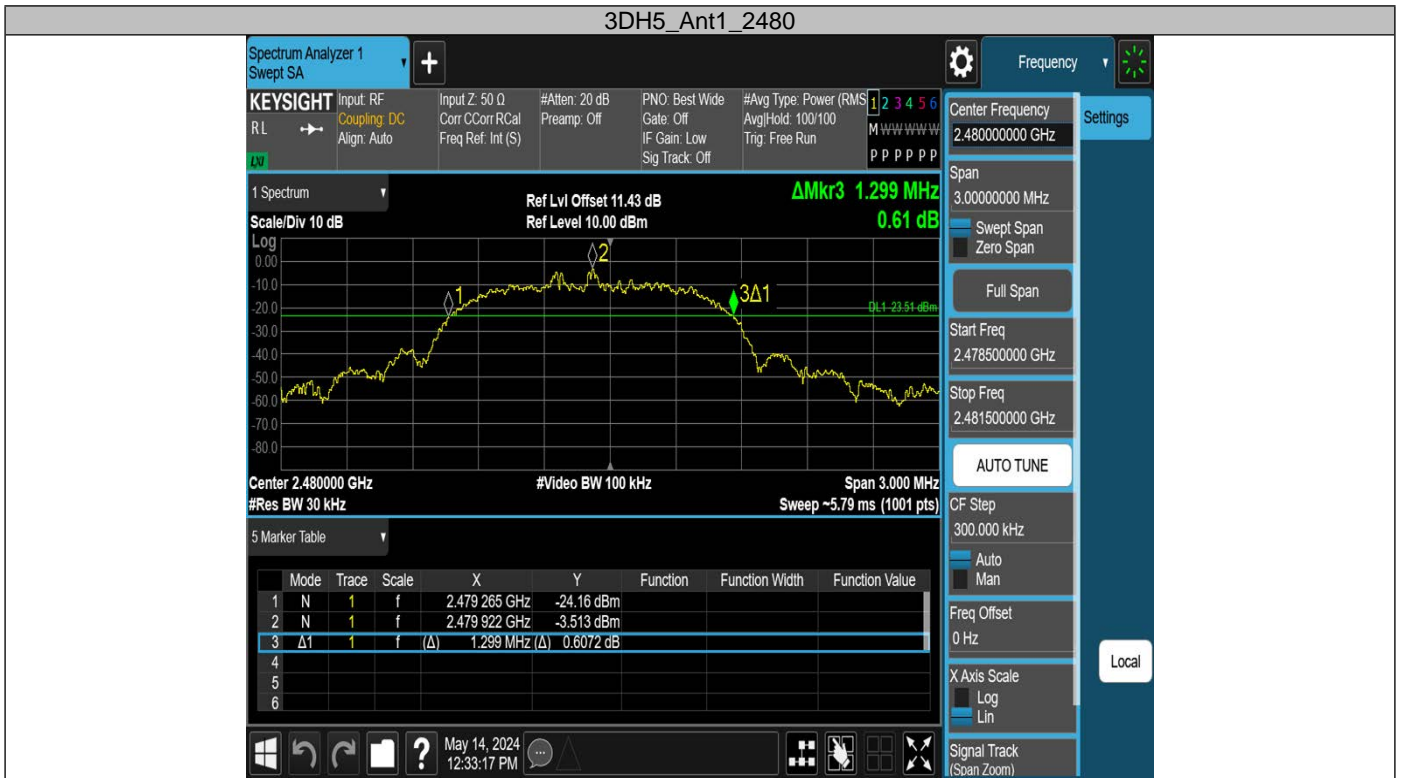 3DH5_Ant1_2480
Spectrum Analyzer 1
Swept SA
+
Frequency
KEYSIGHT
RL
LXI
Input: RF
Coupling: DC
Align: Auto
Input Z: 50 Ω
Corr CCorr RCal
Freq Ref: Int (S)
#Atten: 20 dB
Preamp: Off
PNO: Best Wide
Gate: Off
IF Gain: Low
Sig Track: Off
#Avg Type: Power (RMS
Avg|Hold: 100/100
Trig: Free Run
1 2 3 4 5 6
M W W W W W
P P P P P P
Center Frequency
2.480000000 GHz
Settings
Span
3.00000000 MHz
Swept Span
Zero Span
Full Span
Start Freq
2.478500000 GHz
Stop Freq
2.481500000 GHz
AUTO TUNE
CF Step
300.000 kHz
Auto
Man
Freq Offset
0 Hz
X Axis Scale
Log
Lin
Signal Track
(Span Zoom)
Local
1 Spectrum
Scale/Div 10 dB
Ref Lvl Offset 11.43 dB
Ref Level 10.00 dBm
ΔMkr3 1.299 MHz
0.61 dB
Log
0.00
-10.0
-20.0
-30.0
-40.0
-50.0
-60.0
-70.0
-80.0
1
2
3Δ1
DL1 -23.51 dBm
Center 2.480000 GHz
#Res BW 30 kHz
#Video BW 100 kHz
Span 3.000 MHz
Sweep ~5.79 ms (1001 pts)
5 Marker Table
Mode Trace Scale X Y Function Function Width Function Value
1 N 1 f 2.479 265 GHz -24.16 dBm
2 N 1 f 2.479 922 GHz -3.513 dBm
3 Δ1 1 f (Δ) 1.299 MHz (Δ) 0.6072 dB
4
5
6
?
May 14, 2024
12:33:17 PM